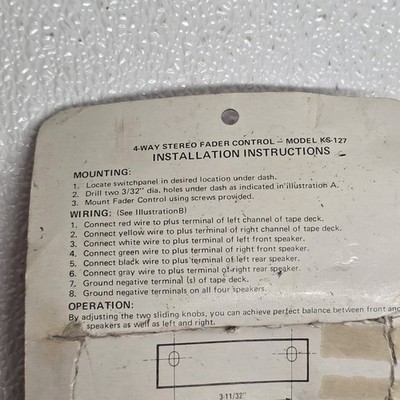 4-WAY STEREO FADER CONTROL – MODEL KS-127
INSTALLATION INSTRUCTIONS
MOUNTING:
1. Locate switchpanel in desired location under dash.
2. Drill two 3/32" dia, holes under dash as indicated in illustration A.
3. Mount Fader Control using screws provided.
WIRING: (See Illustration B)
1. Connect red wire to plus terminal of left channel of tape deck.
2. Connect yellow wire to plus terminal of right channel of tape deck.
3. Connect white wire to plus terminal of left front speaker.
4. Connect green wire to plus terminal of right front speaker.
5. Connect black wire to plus terminal of left rear speaker.
6. Connect gray wire to plus terminal of right rear speaker.
7. Ground negative terminal (s) of tape deck.
8. Ground negative terminals on all four speakers.
OPERATION:
By adjusting the two sliding knobs, you can achieve perfect balance between front and
speakers as well as left and right.
3-11/32"